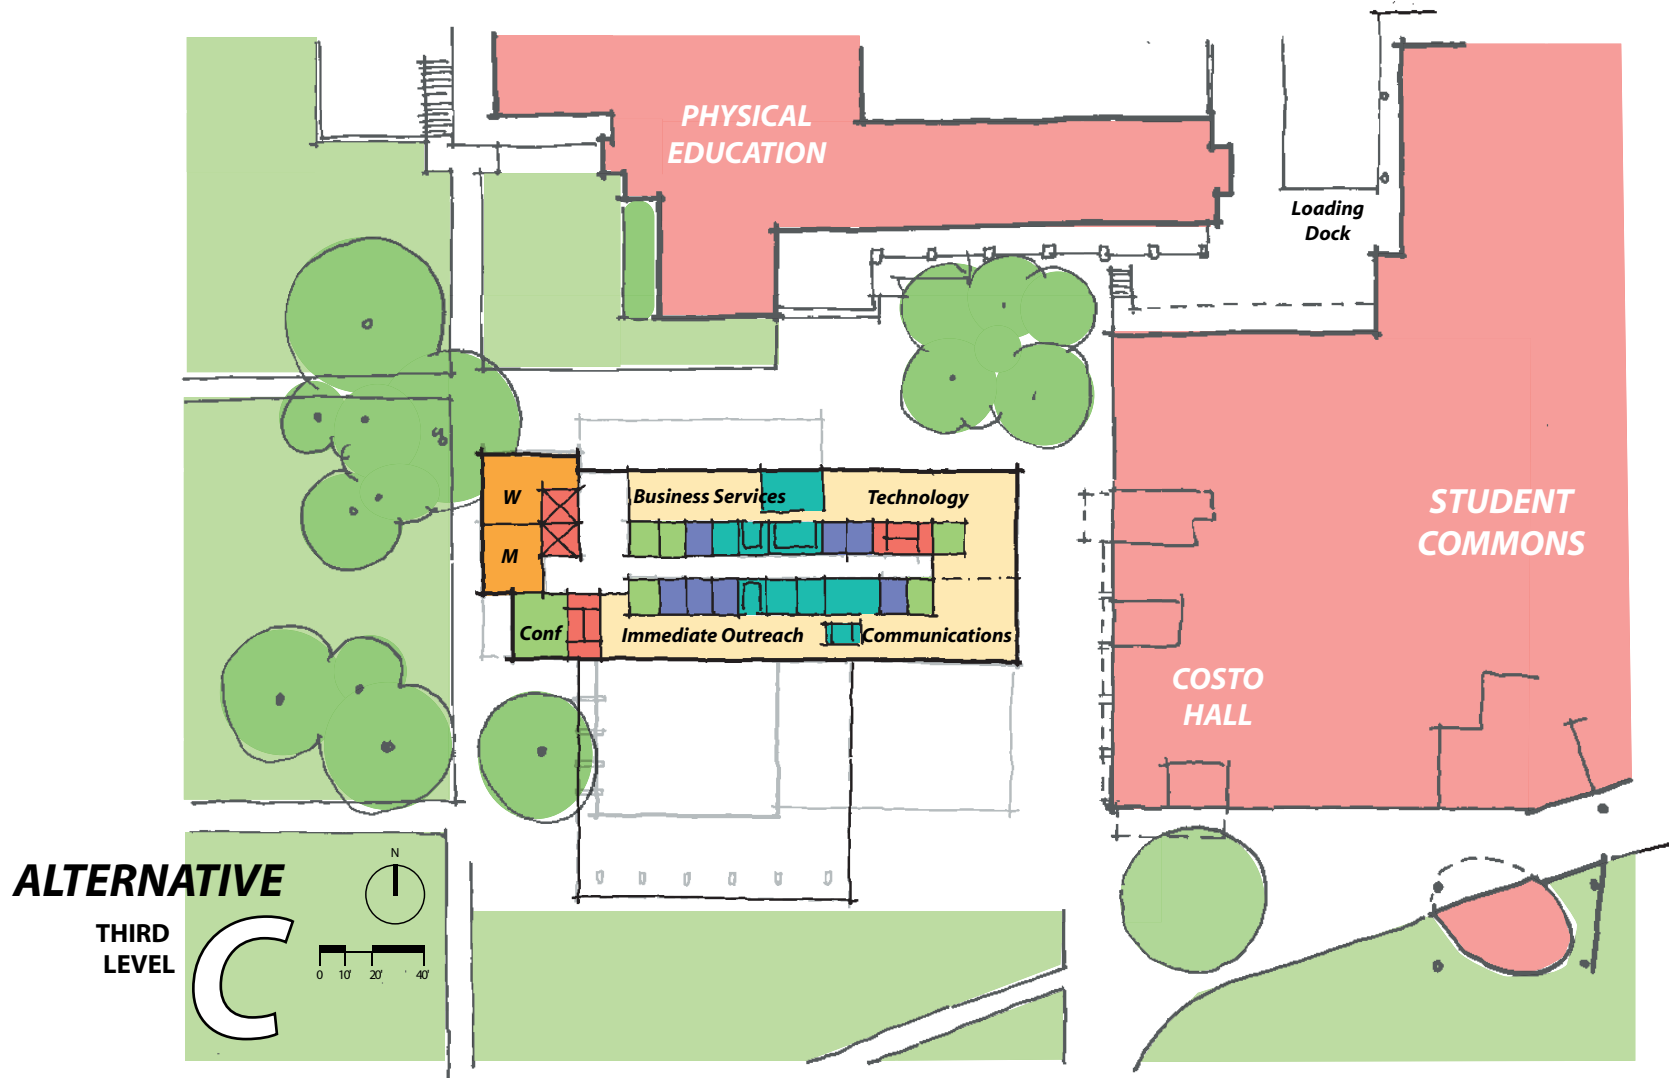 PHYSICAL
EDUCATION
Loading
Dock
W
Business Services
Technology
M
STUDENT
COMMONS
Conf
Immediate Outreach
Communications
COSTO
HALL
ALTERNATIVE
C
THIRD
LEVEL
N
0 10' 20' 40'